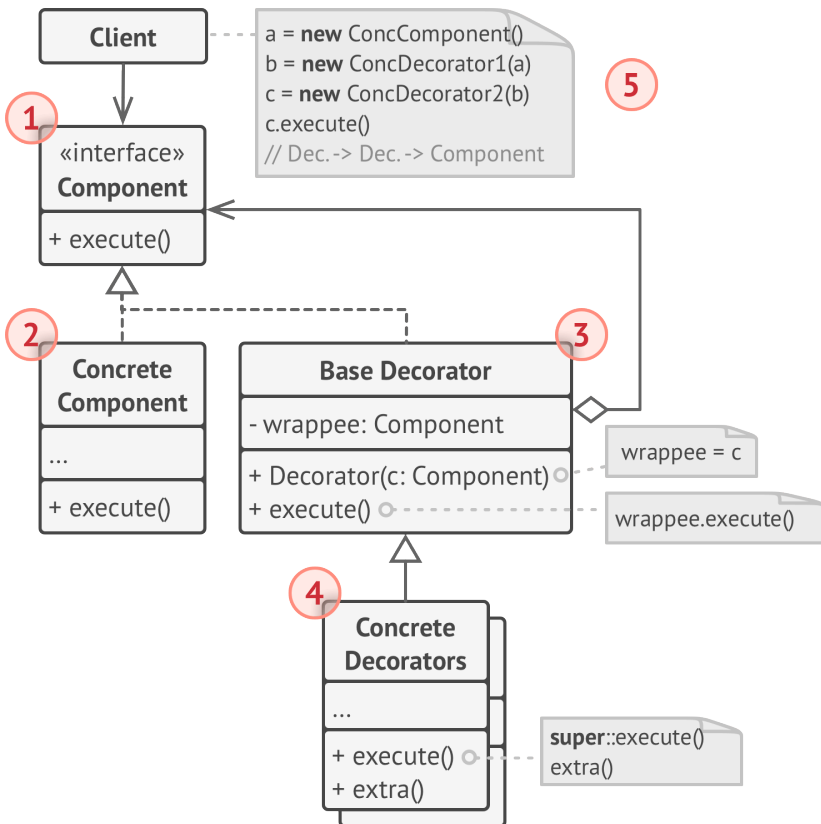 Client
a = new ConcComponent()
b = new ConcDecorator1(a)
c = new ConcDecorator2(b)
c.execute()
// Dec. -> Dec. -> Component
5
1
«interface»
Component
+ execute()
2
Concrete
Component
...
+ execute()
3
Base Decorator
- wrappee: Component
+ Decorator(c: Component)
+ execute()
wrappee = c
wrappee.execute()
4
Concrete
Decorators
...
+ execute()
+ extra()
super::execute()
extra()